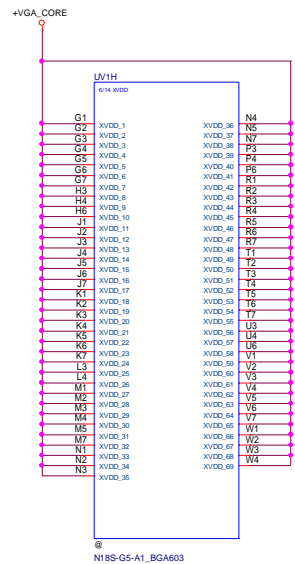 +VGA_CORE
UV1H
6/14 XVDD
G1 XVDD_1 XVDD_36 N4
G2 XVDD_2 XVDD_37 N5
G3 XVDD_3 XVDD_38 N7
G4 XVDD_4 XVDD_39 P3
G5 XVDD_5 XVDD_40 P4
G6 XVDD_6 XVDD_41 P6
G7 XVDD_7 XVDD_42 R1
H3 XVDD_8 XVDD_43 R2
H4 XVDD_9 XVDD_44 R3
H6 XVDD_10 XVDD_45 R4
J1 XVDD_11 XVDD_46 R5
J2 XVDD_12 XVDD_47 R6
J3 XVDD_13 XVDD_48 R7
J4 XVDD_14 XVDD_49 T1
J5 XVDD_15 XVDD_50 T2
J6 XVDD_16 XVDD_51 T3
J7 XVDD_17 XVDD_52 T4
K1 XVDD_18 XVDD_53 T5
K2 XVDD_19 XVDD_54 T6
K3 XVDD_20 XVDD_55 T7
K4 XVDD_21 XVDD_56 U3
K5 XVDD_22 XVDD_57 U4
K6 XVDD_23 XVDD_58 U6
K7 XVDD_24 XVDD_59 V1
L3 XVDD_25 XVDD_60 V2
L4 XVDD_26 XVDD_61 V3
M1 XVDD_27 XVDD_62 V4
M2 XVDD_28 XVDD_63 V5
M3 XVDD_29 XVDD_64 V6
M4 XVDD_30 XVDD_65 V7
M5 XVDD_31 XVDD_66 W1
M7 XVDD_32 XVDD_67 W2
N1 XVDD_33 XVDD_68 W3
N2 XVDD_34 XVDD_69 W4
N3 XVDD_35
@
N18S-G5-A1_BGA603